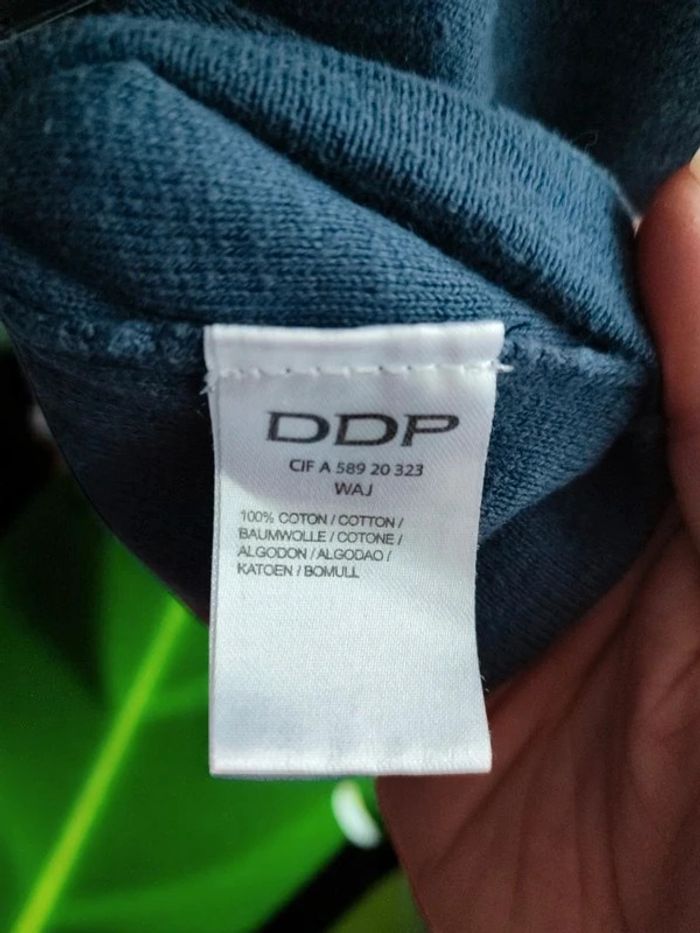 DDP
CIF A 589 20 323
WAJ
100% COTON / COTTON /
BAUMWOLLE / COTONE /
ALGODON / ALGODAO /
KATOEN / BOMULL